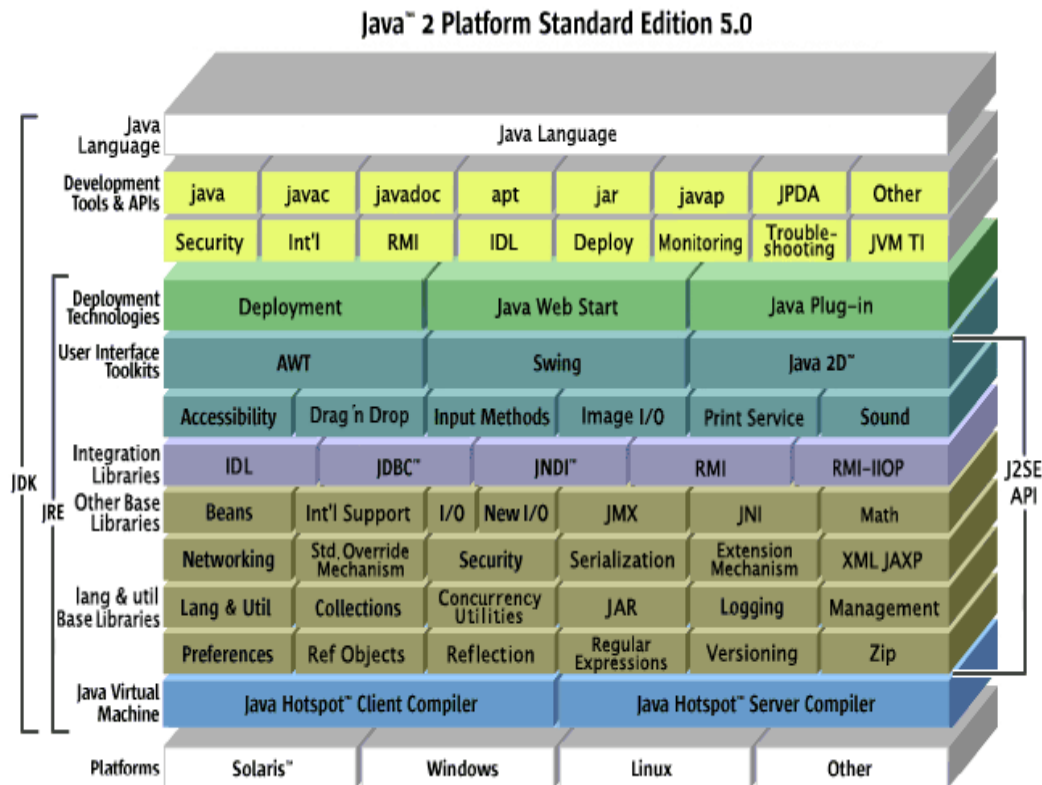 Java™ 2 Platform Standard Edition 5.0
Java
Language
Java Language
Development
Tools & APIs
java
javac
javadoc
apt
jar
javap
JPDA
Other
Security
Int'l
RMI
IDL
Deploy
Monitoring
Trouble-
shooting
JVM TI
Deployment
Technologies
Deployment
Java Web Start
Java Plug-in
User Interface
Toolkits
AWT
Swing
Java 2D™
Accessibility
Drag'n Drop
Input Methods
Image I/O
Print Service
Sound
Integration
Libraries
IDL
JDBC™
JNDI™
RMI
RMI-IIOP
JDK
JRE
J2SE
API
Other Base
Libraries
Beans
Int'l Support
I/O
New I/O
JMX
JNI
Math
Networking
Std. Override
Mechanism
Security
Serialization
Extension
Mechanism
XML JAXP
lang & util
Base Libraries
Lang & Util
Collections
Concurrency
Utilities
JAR
Logging
Management
Preferences
Ref Objects
Reflection
Regular
Expressions
Versioning
Zip
Java Virtual
Machine
Java Hotspot™ Client Compiler
Java Hotspot™ Server Compiler
Platforms
Solaris™
Windows
Linux
Other